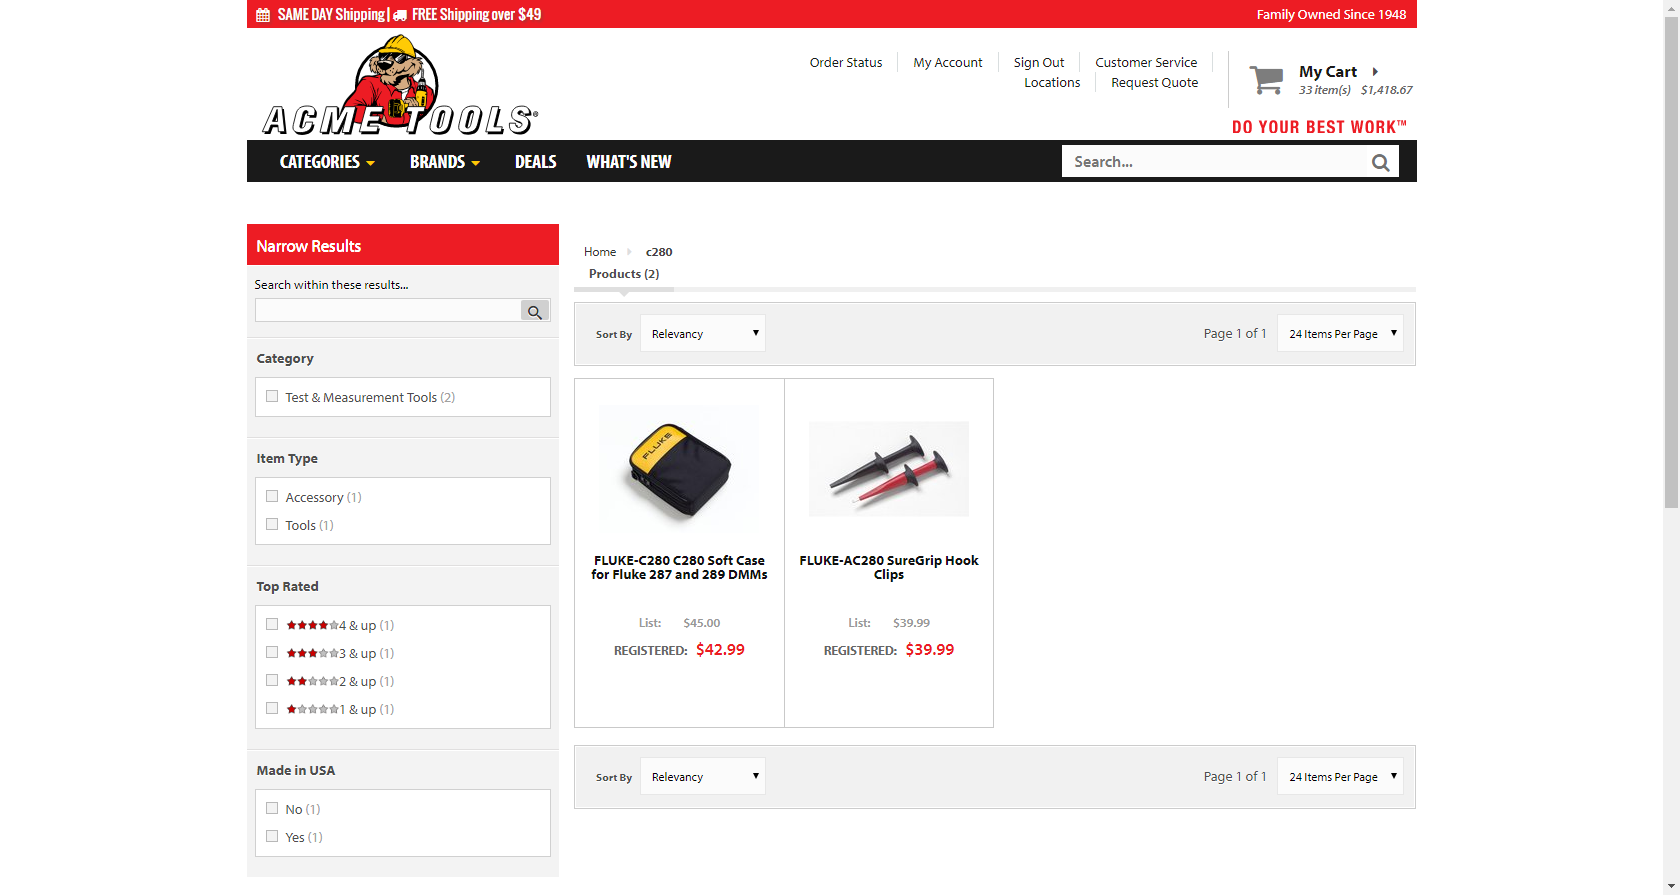 SAME DAY Shipping | FREE Shipping over $49
Family Owned Since 1948
Order Status
My Account
Sign Out
Customer Service
Locations
Request Quote
My Cart
33 item(s) $1,418.67
ACME TOOLS®
DO YOUR BEST WORK™
CATEGORIES
BRANDS
DEALS
WHAT'S NEW
Search...
Narrow Results
Search within these results...
Category
Test & Measurement Tools (2)
Item Type
Accessory (1)
Tools (1)
Top Rated
4 & up (1)
3 & up (1)
2 & up (1)
1 & up (1)
Made in USA
No (1)
Yes (1)
Home c280
Products (2)
Sort By Relevancy
Page 1 of 1 24 Items Per Page
FLUKE
FLUKE-C280 C280 Soft Case
for Fluke 287 and 289 DMMs
List: $45.00
REGISTERED: $42.99
FLUKE-AC280 SureGrip Hook
Clips
List: $39.99
REGISTERED: $39.99
Sort By Relevancy
Page 1 of 1 24 Items Per Page